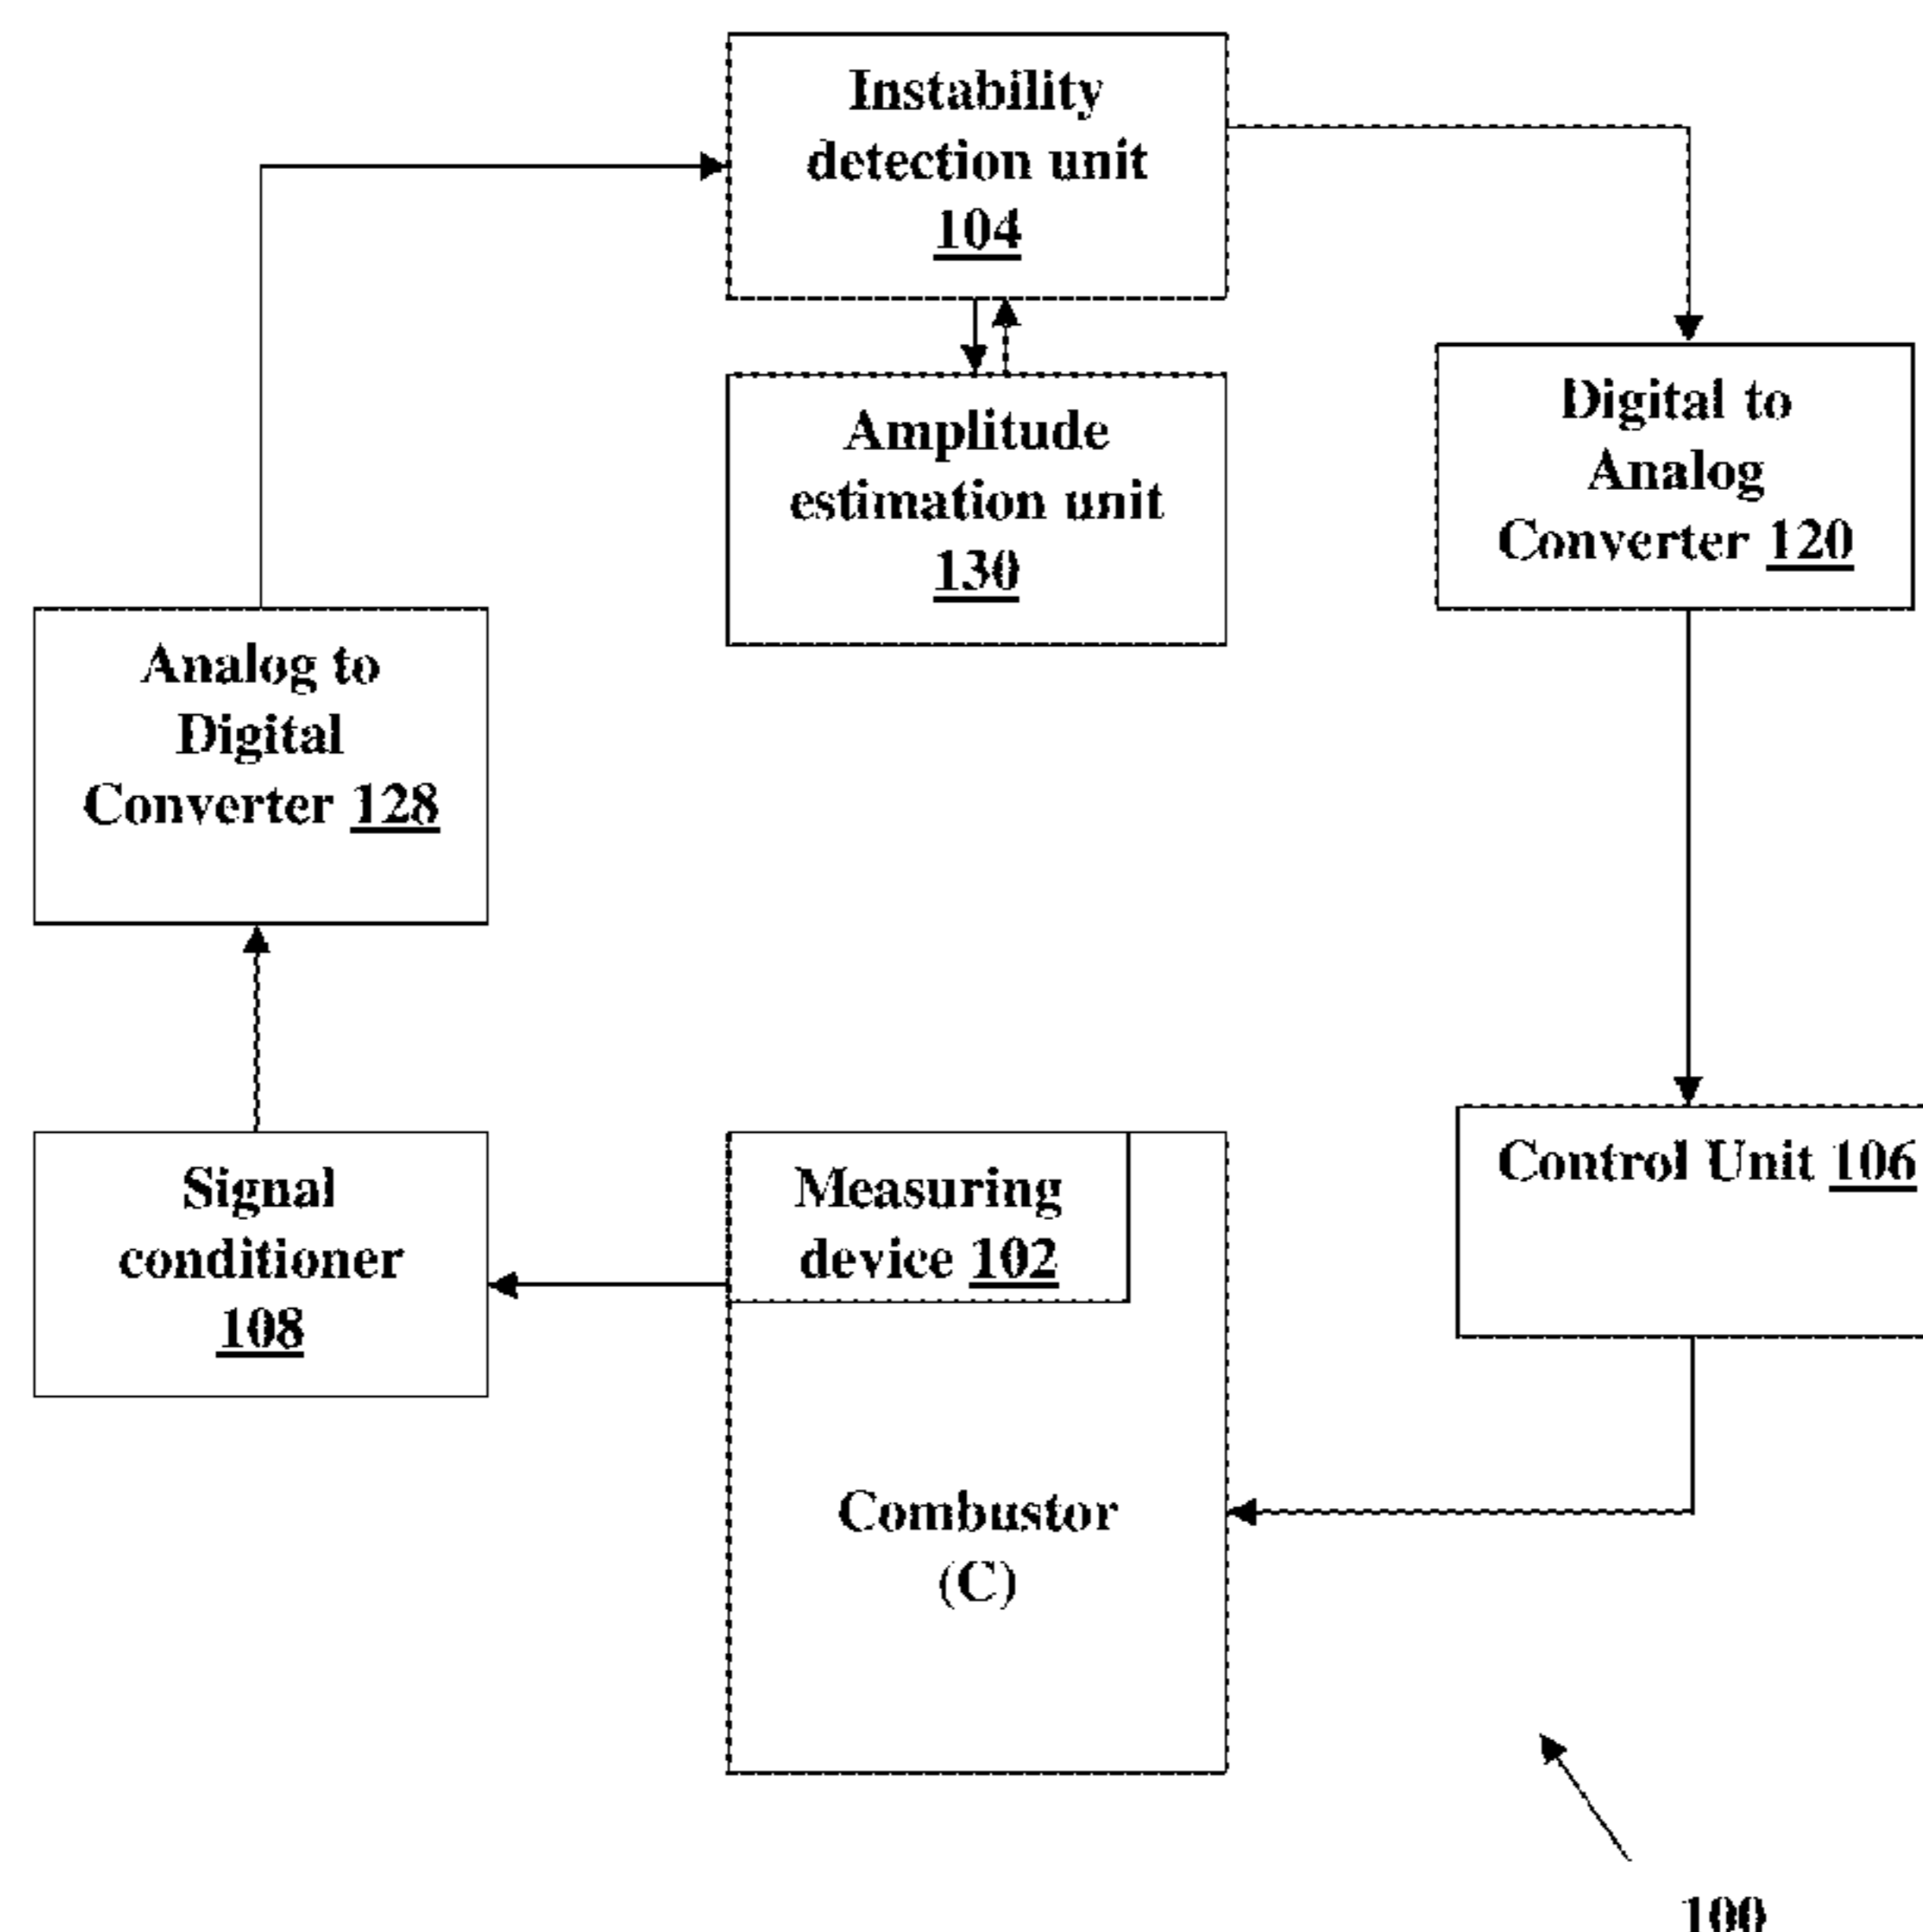 Instability
detection unit
104
Amplitude
estimation unit
130
Digital to
Analog
Converter 120
Analog to
Digital
Converter 128
Signal
conditioner
108
Measuring
device 102
Control Unit 106
Combustor
(C)
100